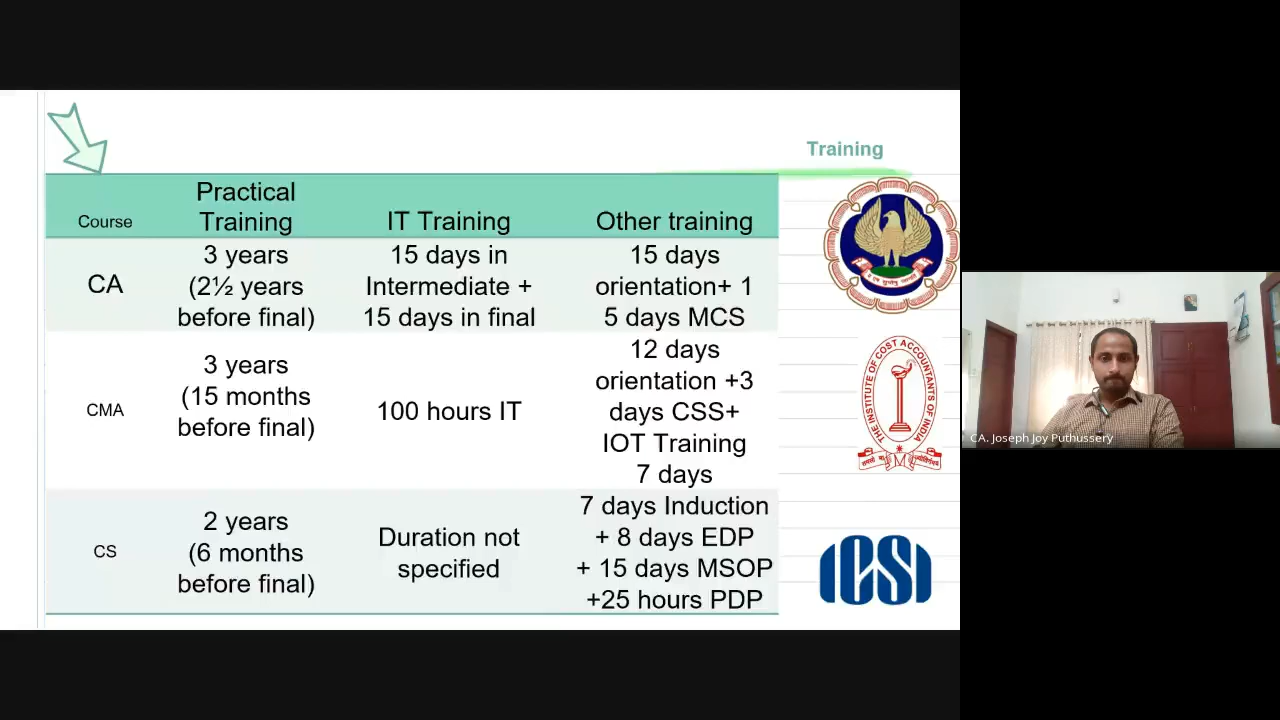 Training
Course
Practical
Training
IT Training
Other training
CA
3 years
(2½ years
before final)
15 days in
Intermediate +
15 days in final
15 days
orientation+ 1
5 days MCS
CMA
3 years
(15 months
before final)
100 hours IT
12 days
orientation +3
days CSS+
IOT Training
7 days
CS
2 years
(6 months
before final)
Duration not
specified
7 days Induction
+ 8 days EDP
+ 15 days MSOP
+25 hours PDP
THE INSTITUTE OF COST ACCOUNTANTS OF INDIA
ICSI
CA. Joseph Joy Puthussery